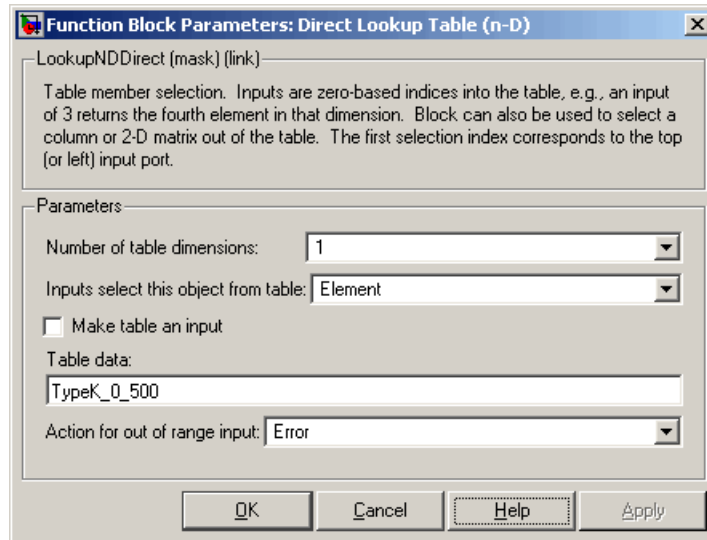 Function Block Parameters: Direct Lookup Table (n-D)
LookupNDDirect (mask) (link)
Table member selection. Inputs are zero-based indices into the table, e.g., an input
of 3 returns the fourth element in that dimension. Block can also be used to select a
column or 2-D matrix out of the table. The first selection index corresponds to the top
(or left) input port.
Parameters
Number of table dimensions: 1
Inputs select this object from table: Element
Make table an input
Table data:
TypeK_0_500
Action for out of range input: Error
OK Cancel Help Apply